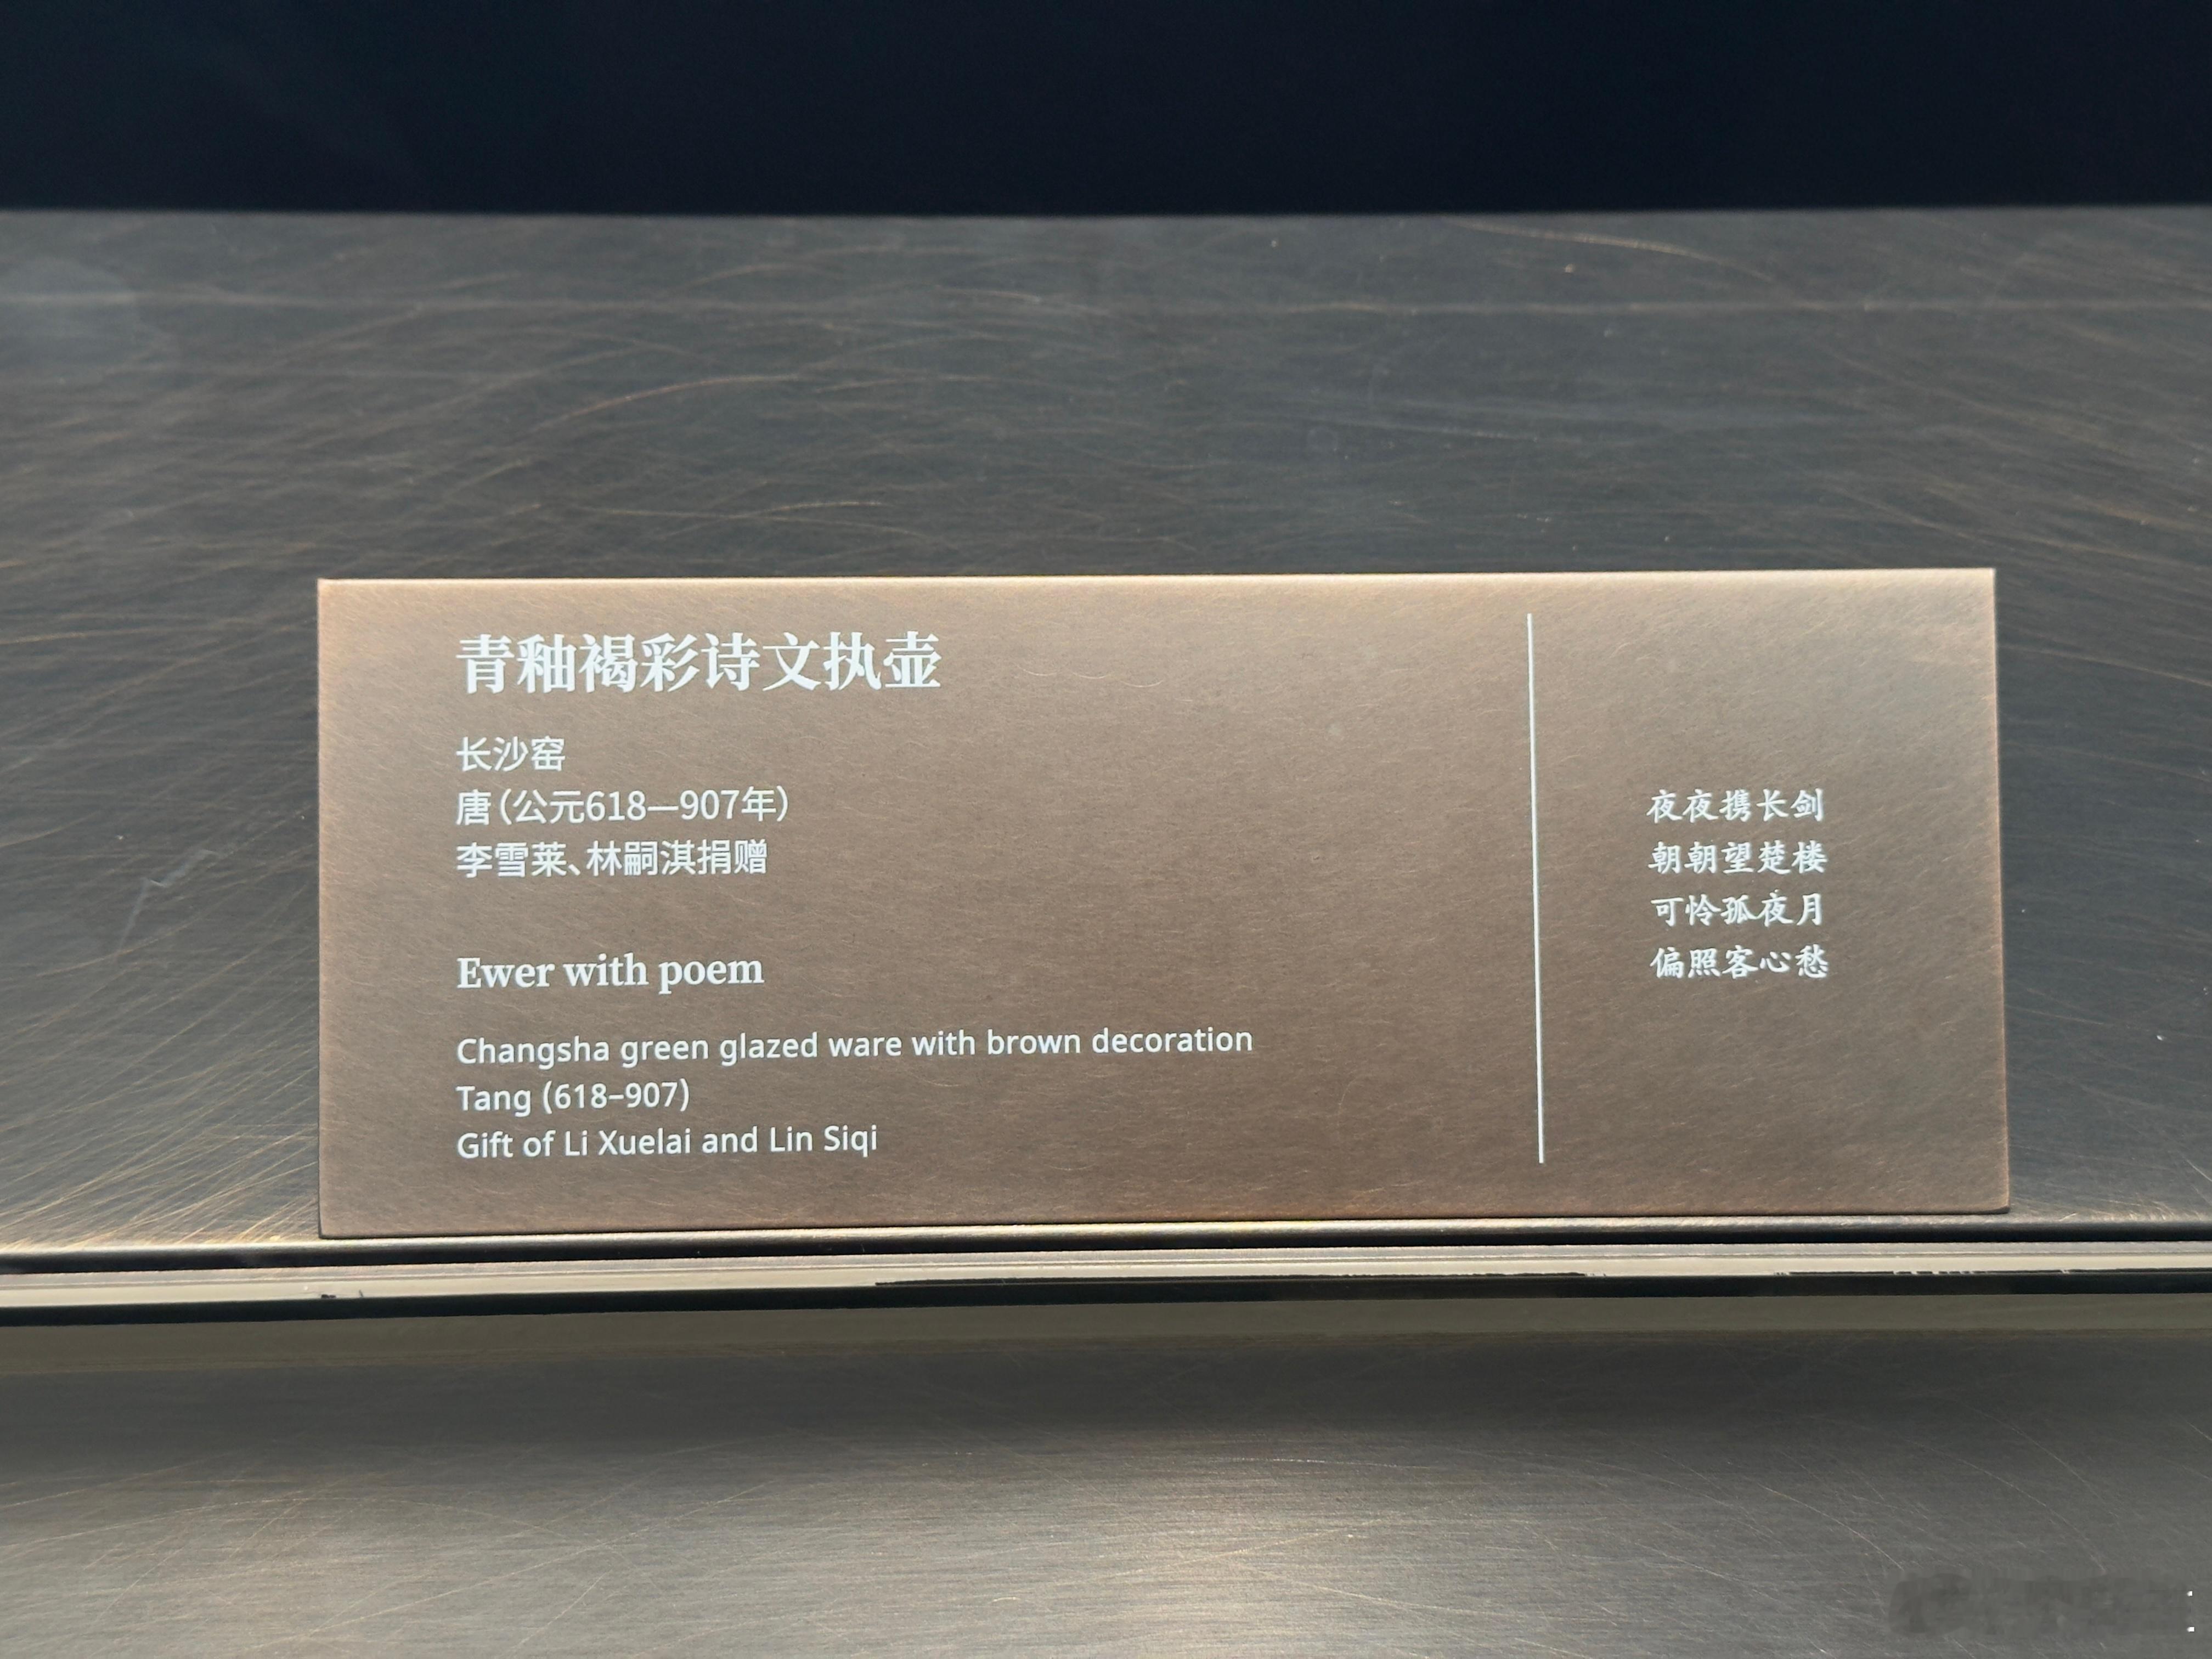 青釉褐彩诗文执壶
长沙窑
唐（公元618—907年）
李雪莱、林嗣淇捐赠
Ewer with poem
Changsha green glazed ware with brown decoration
Tang (618–907)
Gift of Li Xuelai and Lin Siqi
夜夜携长剑
朝朝望楚楼
可怜孤夜月
偏照客心愁